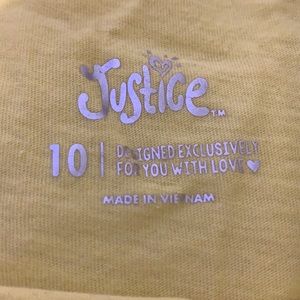 Justice™
10 | DESIGNED EXCLUSIVELY
FOR YOU WITH LOVE ♥
MADE IN VIETNAM